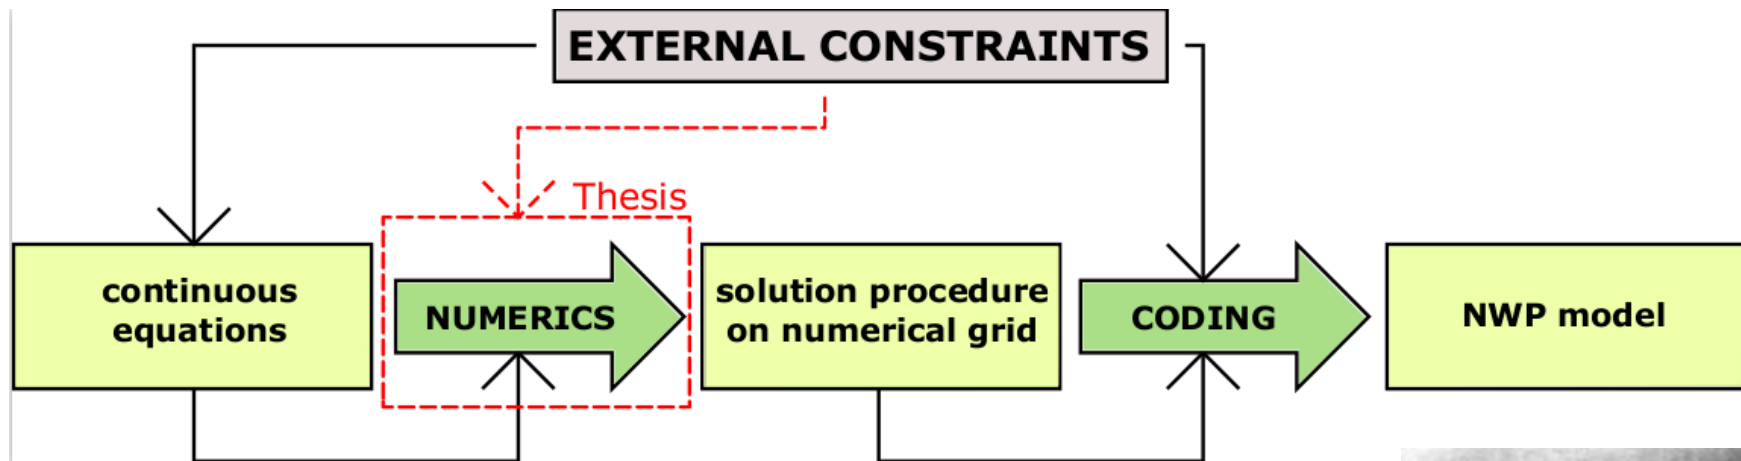 EXTERNAL CONSTRAINTS
Thesis
continuous
equations
NUMERICS
solution procedure
on numerical grid
CODING
NWP model